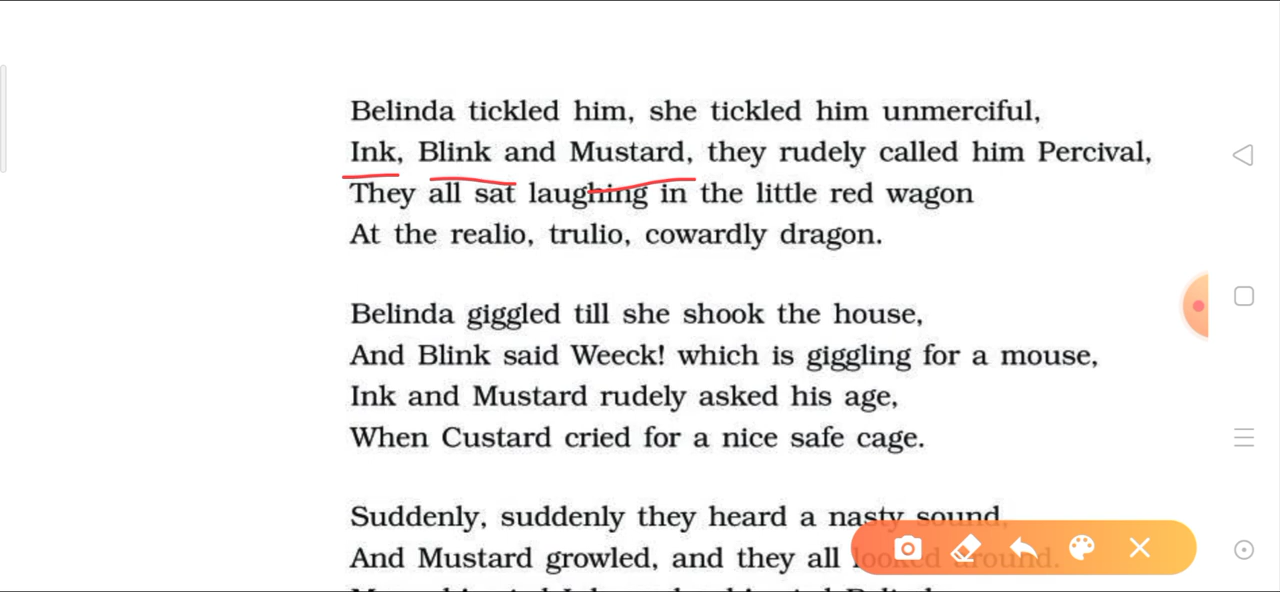 Belinda tickled him, she tickled him unmerciful,
Ink, Blink and Mustard, they rudely called him Percival,
They all sat laughing in the little red wagon
At the realio, trulio, cowardly dragon.
Belinda giggled till she shook the house,
And Blink said Weeck! which is giggling for a mouse,
Ink and Mustard rudely asked his age,
When Custard cried for a nice safe cage.
Suddenly, suddenly they heard a nasty sound,
And Mustard growled, and they all looked around.